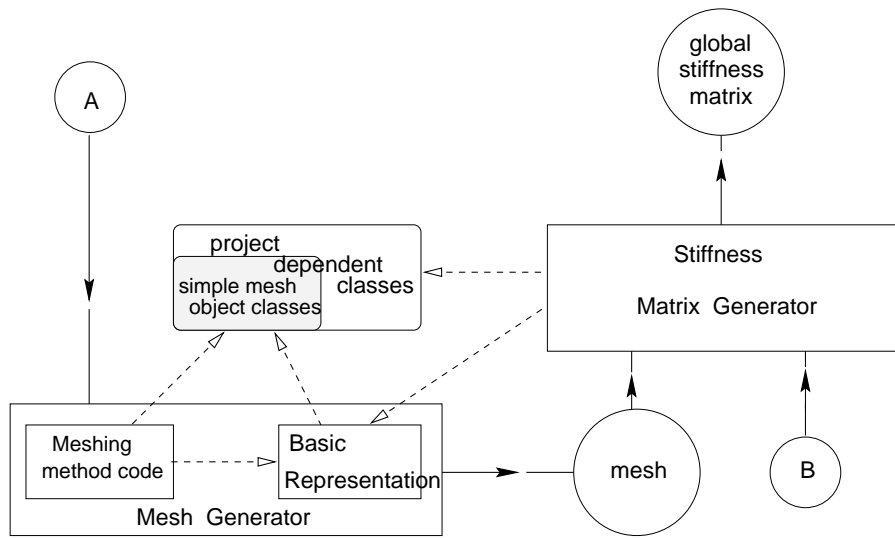 global
stiffness
matrix
A
project
dependent
classes
simple mesh
object classes
Stiffness
Matrix Generator
Meshing
method code
Basic
Representation
Mesh Generator
mesh
B